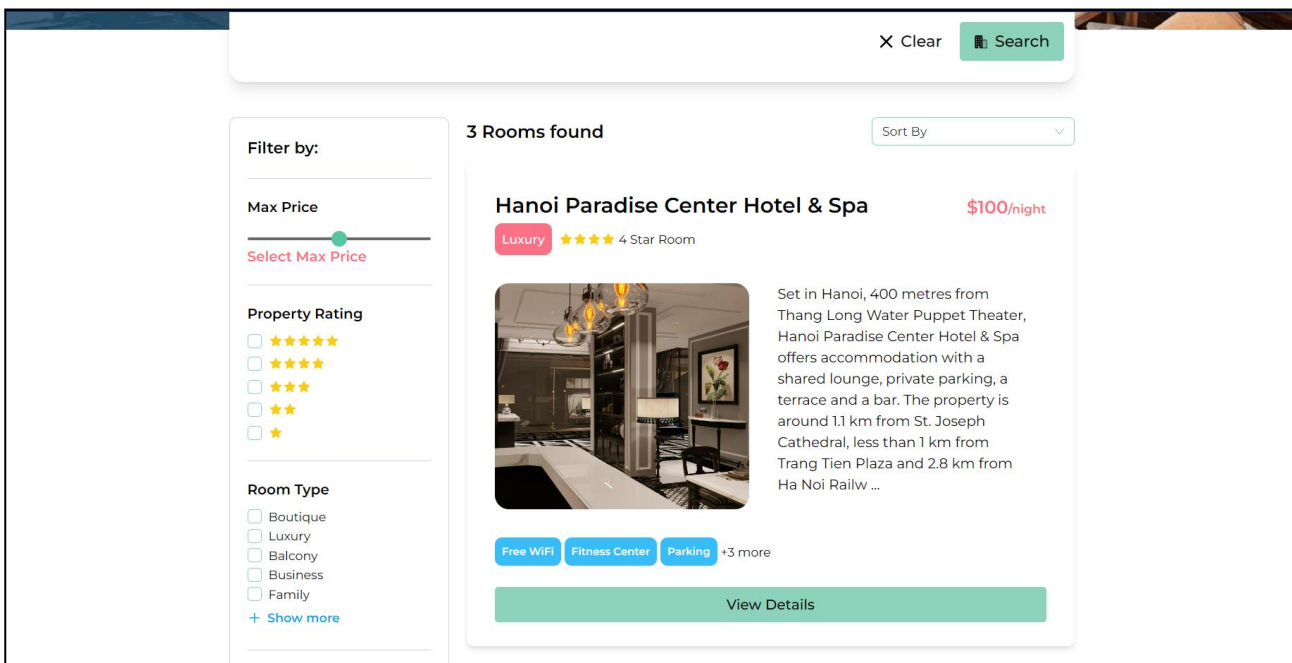 Clear
Search
Filter by:
Max Price
Select Max Price
Property Rating
Room Type
Boutique
Luxury
Balcony
Business
Family
+ Show more
3 Rooms found
Sort By
Hanoi Paradise Center Hotel & Spa
$100/night
Luxury
4 Star Room
Set in Hanoi, 400 metres from
Thang Long Water Puppet Theater,
Hanoi Paradise Center Hotel & Spa
offers accommodation with a
shared lounge, private parking, a
terrace and a bar. The property is
around 1.1 km from St. Joseph
Cathedral, less than 1 km from
Trang Tien Plaza and 2.8 km from
Ha Noi Railw ...
Free WiFi
Fitness Center
Parking
+3 more
View Details